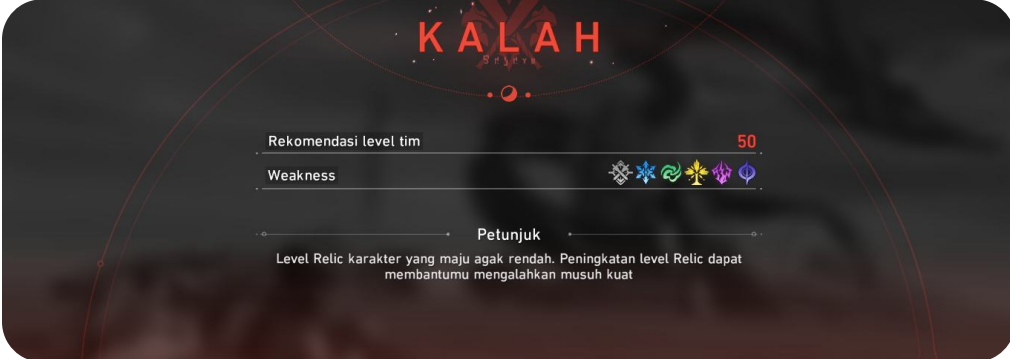 KALAH
Rekomendasi level tim 50
Weakness
Petunjuk
Level Relic karakter yang maju agak rendah. Peningkatan level Relic dapat
membantumu mengalahkan musuh kuat